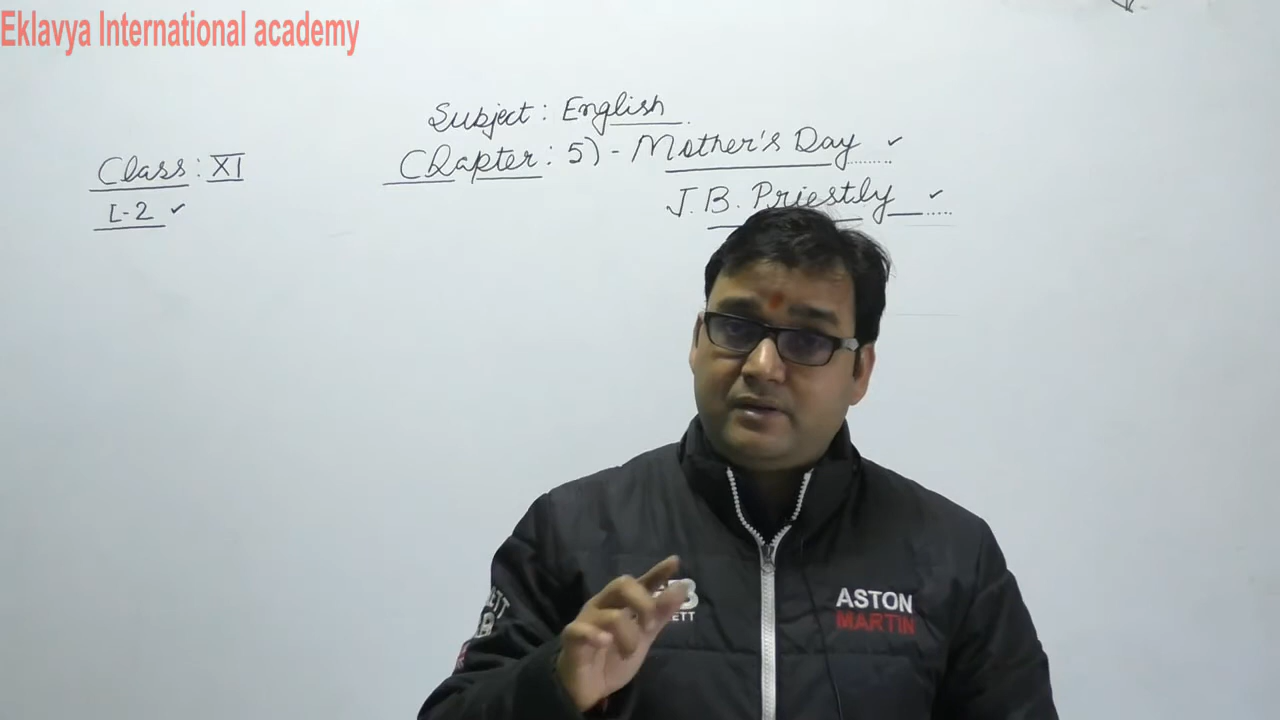 Eklavya International academy
Subject: English
Chapter: 5) - Mother's Day
J.B. Priestly
Class: XI
L-2
ASTON
MARTIN